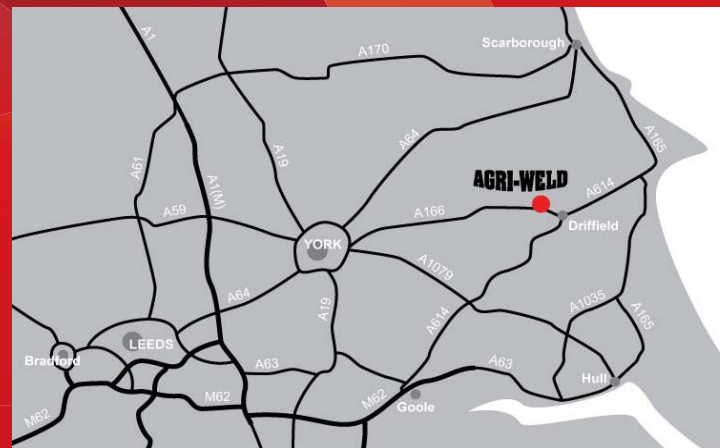 A1
Scarborough
A170
A64
A19
A165
A61
A1(M)
AGRI-WELD
A614
A59
A166
Driffield
YORK
A1079
A64
A19
A614
A1035
A165
LEEDS
Bradford
A63
A63
Hull
M62
M62
Goole
M62